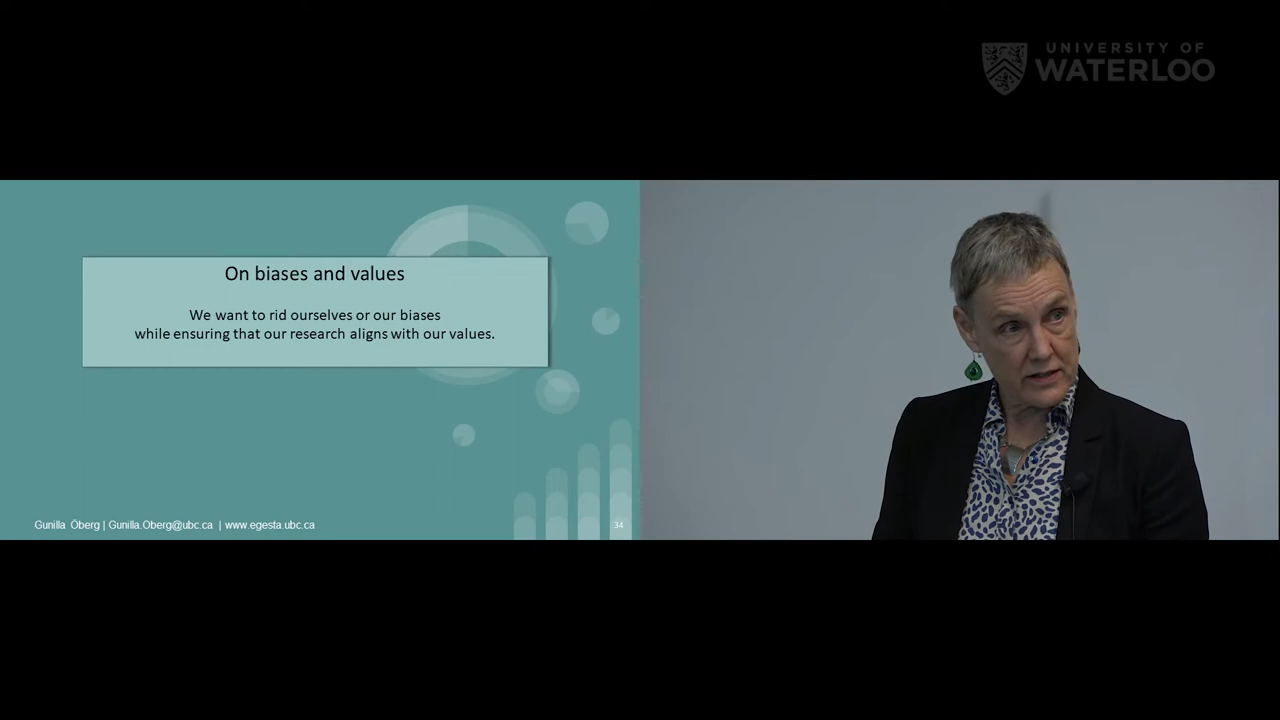 UNIVERSITY OF
WATERLOO
On biases and values
We want to rid ourselves or our biases
while ensuring that our research aligns with our values.
Gunilla Öberg | Gunilla.Oberg@ubc.ca | www.egesta.ubc.ca
34